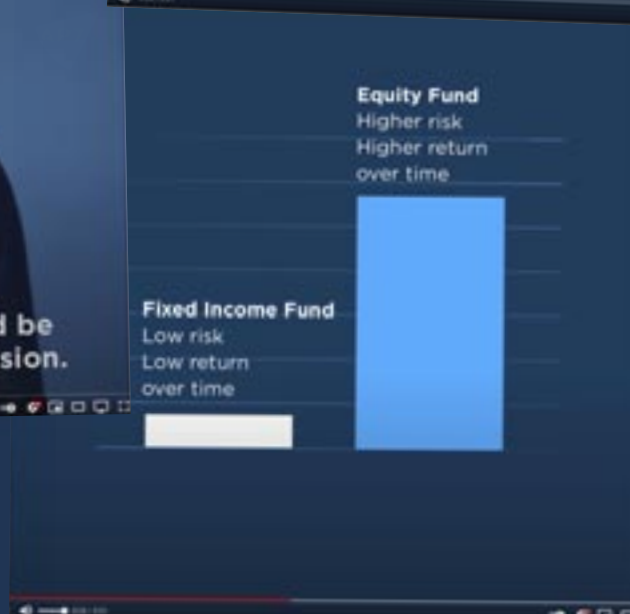 Equity Fund
Higher risk
Higher return
over time
Fixed Income Fund
Low risk
Low return
over time
d be
sion.